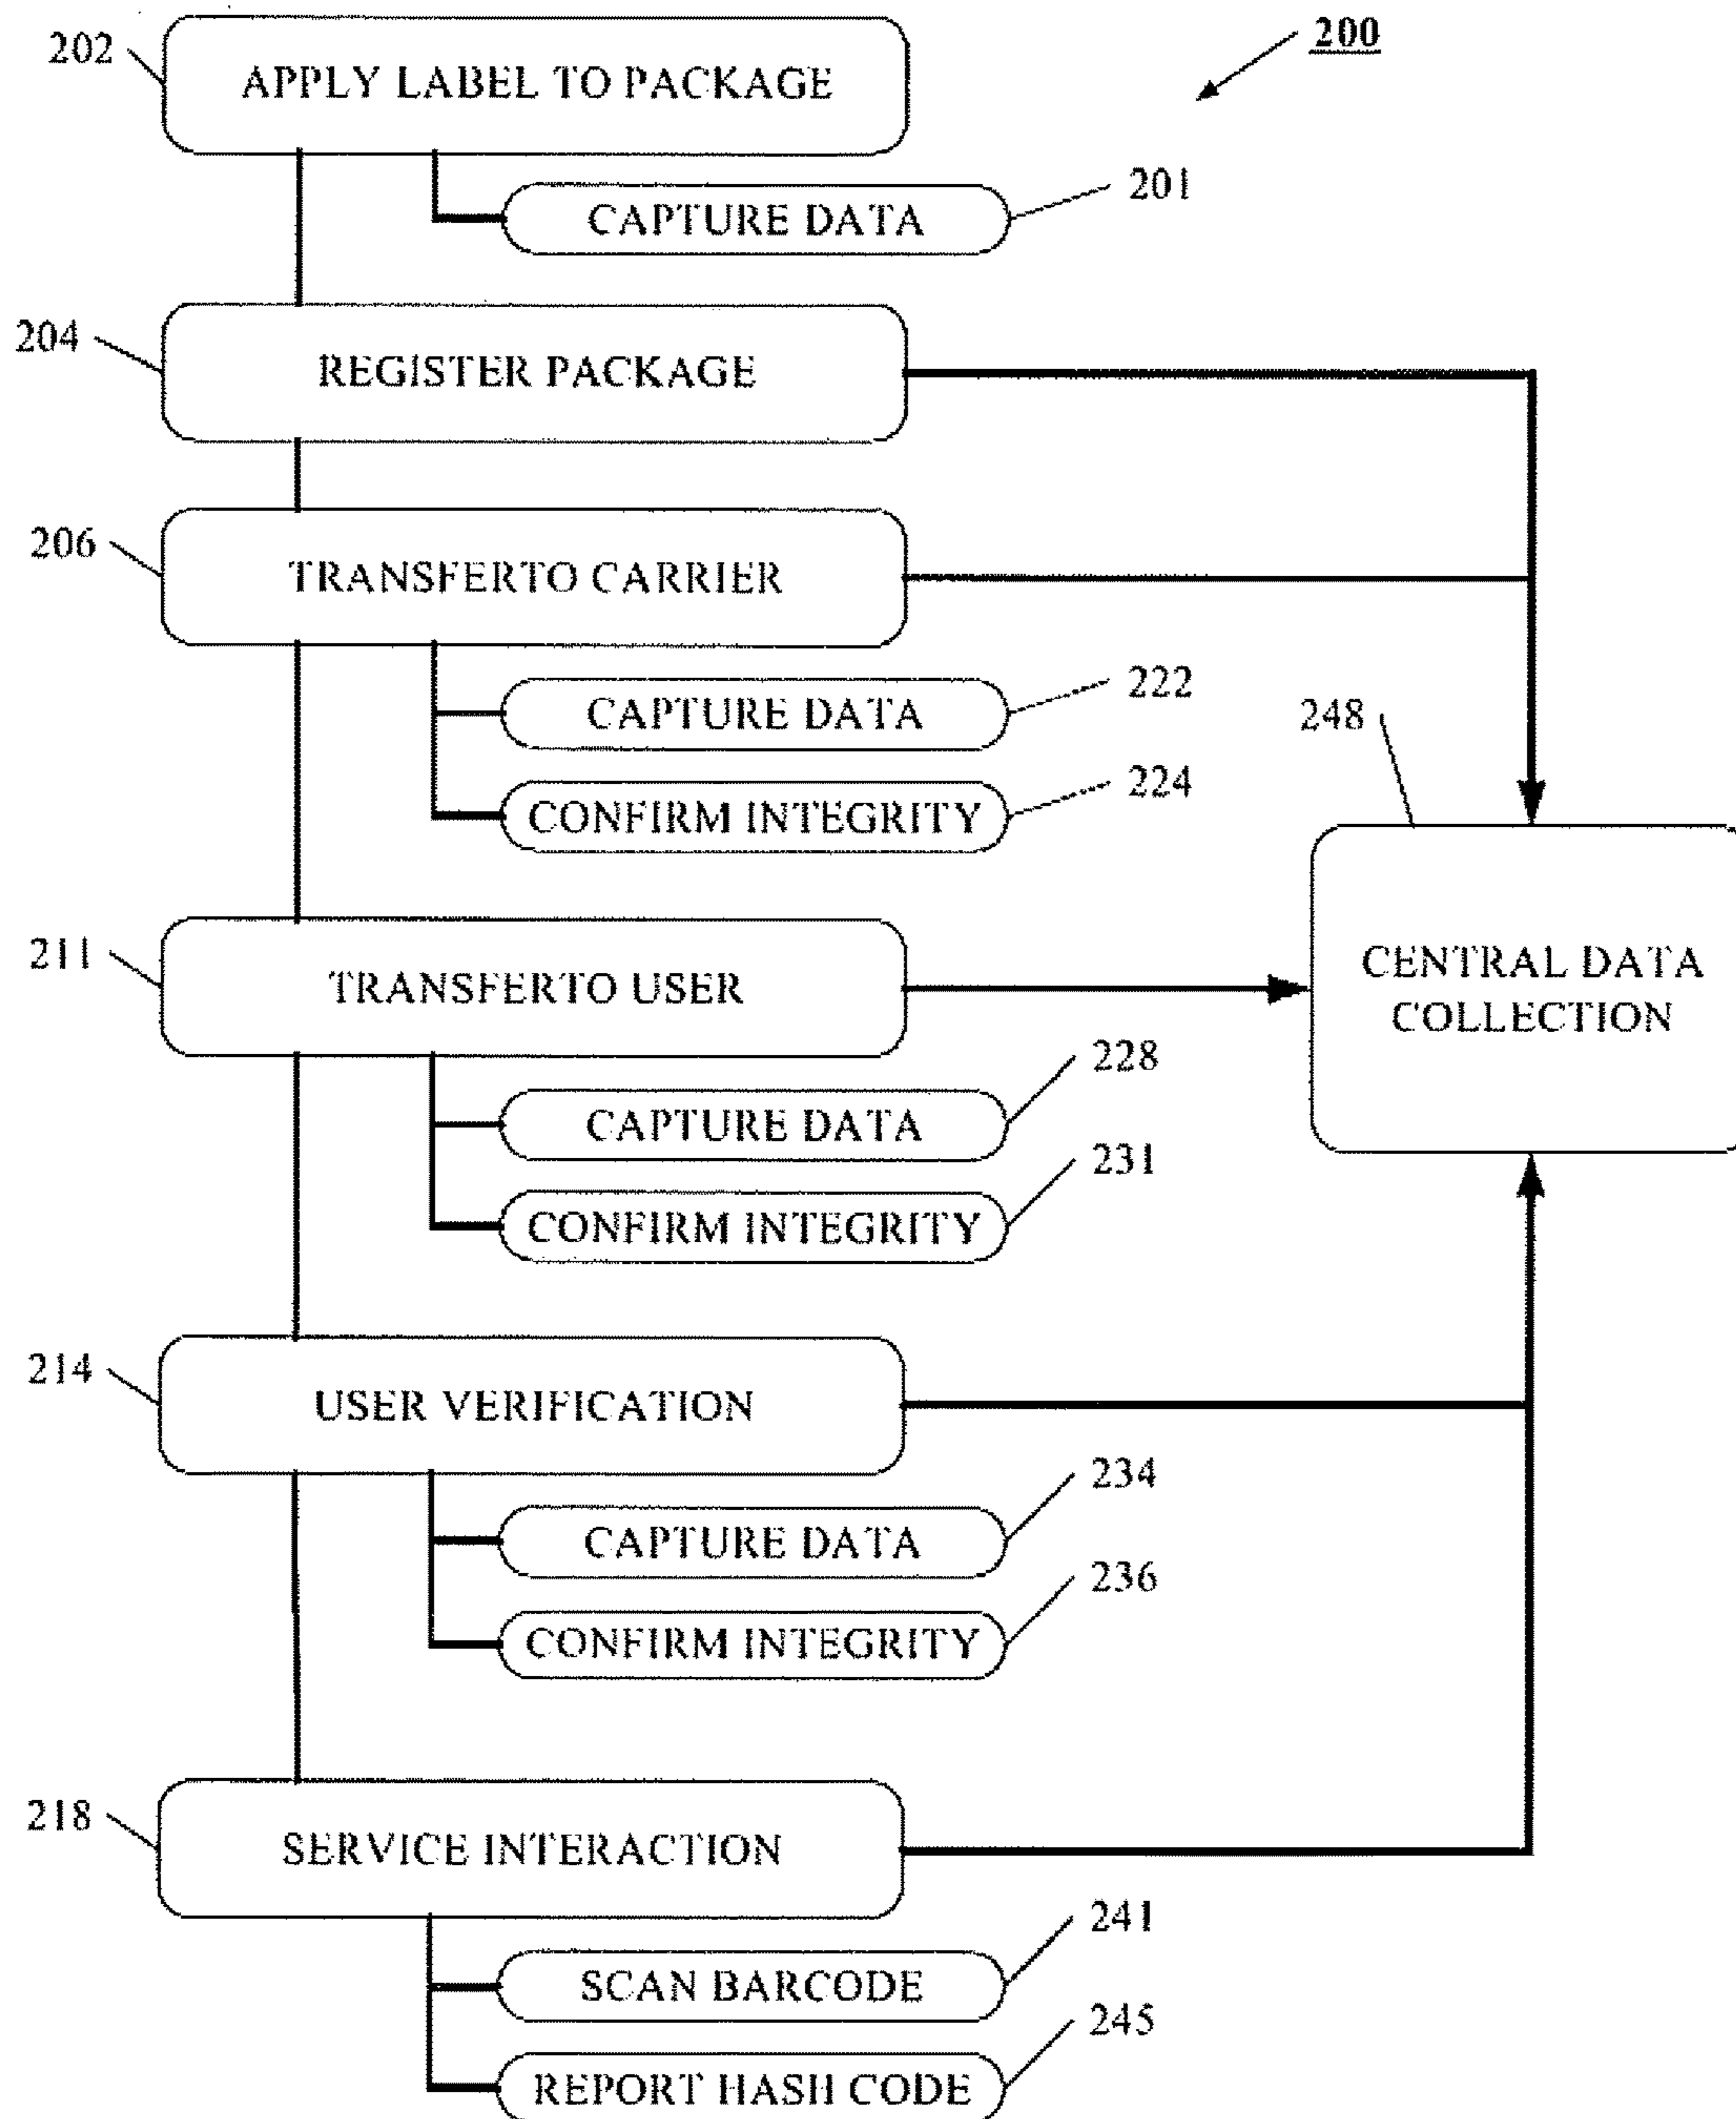 200
202
APPLY LABEL TO PACKAGE
201
CAPTURE DATA
204
REGISTER PACKAGE
206
TRANSFERTO CARRIER
222
CAPTURE DATA
224
CONFIRM INTEGRITY
248
CENTRAL DATA
COLLECTION
211
TRANSFERTO USER
228
CAPTURE DATA
231
CONFIRM INTEGRITY
214
USER VERIFICATION
234
CAPTURE DATA
236
CONFIRM INTEGRITY
218
SERVICE INTERACTION
241
SCAN BARCODE
245
REPORT HASH CODE